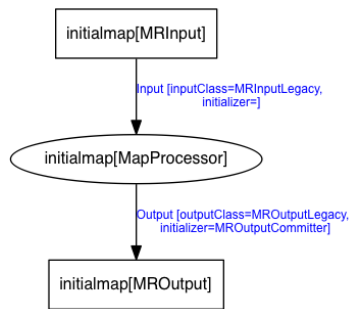 initialmap[MRInput]
Input [inputClass=MRInputLegacy,
initializer=]
initialmap[MapProcessor]
Output [outputClass=MROutputLegacy,
initializer=MROutputCommitter]
initialmap[MROutput]